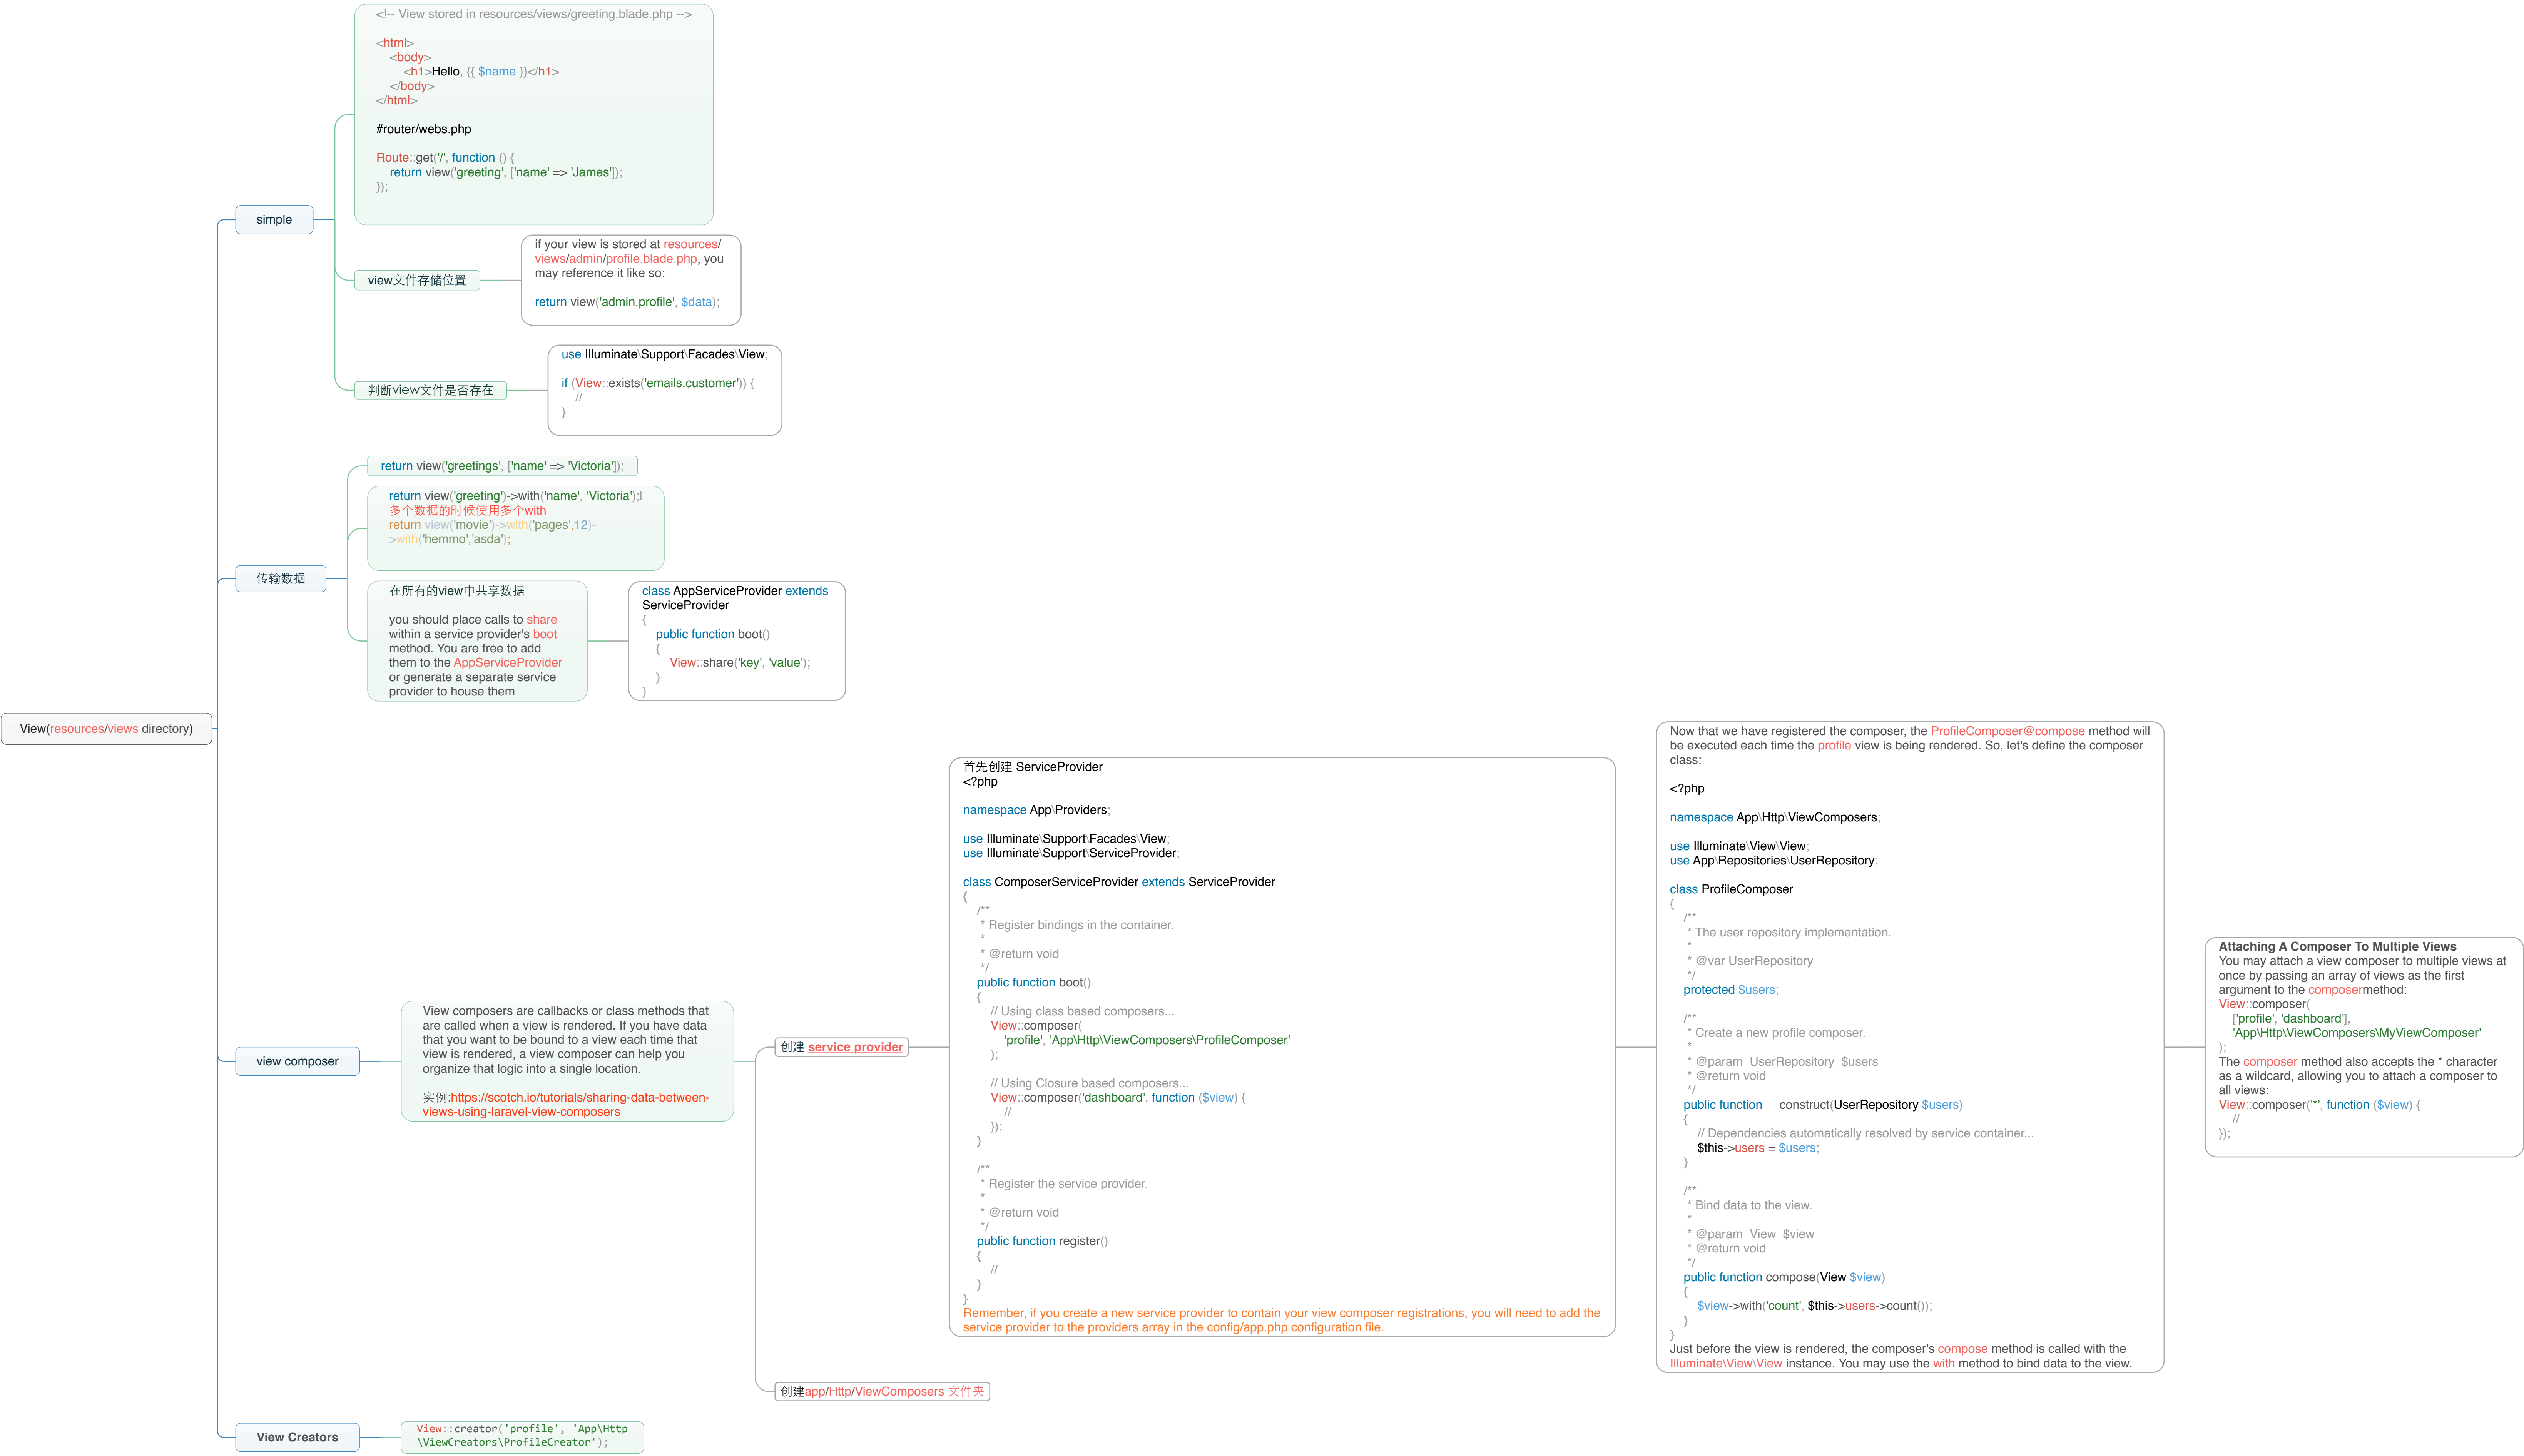 View(resources/views directory)
simple
<!-- View stored in resources/views/greeting.blade.php -->
<html>
<body>
<h1>Hello, {{ $name }}</h1>
</body>
</html>
#router/webs.php
Route::get('/', function () {
return view('greeting', ['name' => 'James']);
});
view文件存储位置
if your view is stored at resources/
views/admin/profile.blade.php, you
may reference it like so:
return view('admin.profile', $data);
判断view文件是否存在
use Illuminate\Support\Facades\View;
if (View::exists('emails.customer')) {
//
}
传输数据
return view('greetings', ['name' => 'Victoria']);
return view('greeting')->with('name', 'Victoria');|
多个数据的时候使用多个with
return view('movie')->with('pages',12)-
>with('hemmo','asda');
在所有的view中共享数据
you should place calls to share
within a service provider's boot
method. You are free to add
them to the AppServiceProvider
or generate a separate service
provider to house them
class AppServiceProvider extends
ServiceProvider
{
public function boot()
{
View::share('key', 'value');
}
}
view composer
View composers are callbacks or class methods that
are called when a view is rendered. If you have data
that you want to be bound to a view each time that
view is rendered, a view composer can help you
organize that logic into a single location.
实例:https://scotch.io/tutorials/sharing-data-between-
views-using-laravel-view-composers
创建 service provider
首先创建 ServiceProvider
<?php
namespace App\Providers;
use Illuminate\Support\Facades\View;
use Illuminate\Support\ServiceProvider;
class ComposerServiceProvider extends ServiceProvider
{
/**
* Register bindings in the container.
*
* @return void
*/
public function boot()
{
// Using class based composers...
View::composer(
'profile', 'App\Http\ViewComposers\ProfileComposer'
);
// Using Closure based composers...
View::composer('dashboard', function ($view) {
//
});
}
/**
* Register the service provider.
*
* @return void
*/
public function register()
{
//
}
}
Remember, if you create a new service provider to contain your view composer registrations, you will need to add the
service provider to the providers array in the config/app.php configuration file.
Now that we have registered the composer, the ProfileComposer@compose method will
be executed each time the profile view is being rendered. So, let's define the composer
class:
<?php
namespace App\Http\ViewComposers;
use Illuminate\View\View;
use App\Repositories\UserRepository;
class ProfileComposer
{
/**
* The user repository implementation.
*
* @var UserRepository
*/
protected $users;
/**
* Create a new profile composer.
*
* @param  UserRepository  $users
* @return void
*/
public function __construct(UserRepository $users)
{
// Dependencies automatically resolved by service container...
$this->users = $users;
}
/**
* Bind data to the view.
*
* @param  View  $view
* @return void
*/
public function compose(View $view)
{
$view->with('count', $this->users->count());
}
}
Just before the view is rendered, the composer's compose method is called with the
Illuminate\View\View instance. You may use the with method to bind data to the view.
Attaching A Composer To Multiple Views
You may attach a view composer to multiple views at
once by passing an array of views as the first
argument to the composermethod:
View::composer(
['profile', 'dashboard'],
'App\Http\ViewComposers\MyViewComposer'
);
The composer method also accepts the * character
as a wildcard, allowing you to attach a composer to
all views:
View::composer('*', function ($view) {
//
});
创建app/Http/ViewComposers 文件夹
View Creators
View::creator('profile', 'App\Http
\ViewCreators\ProfileCreator');